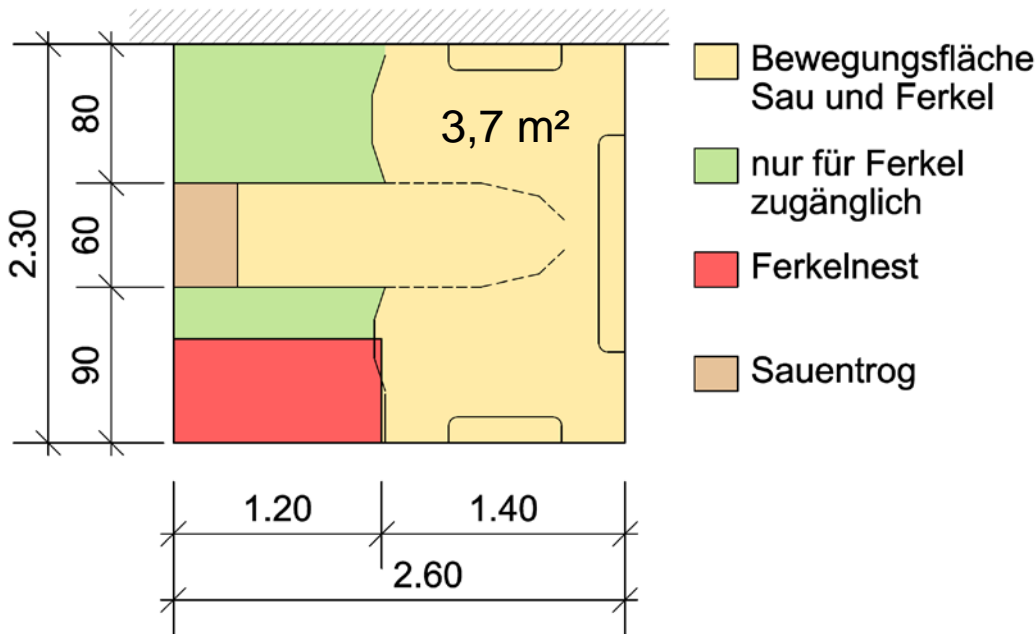 Bewegungsfläche
Sau und Ferkel
3,7 m²
nur für Ferkel
zugänglich
Ferkelnest
Sauentrog
2.30
80
60
90
1.20
1.40
2.60